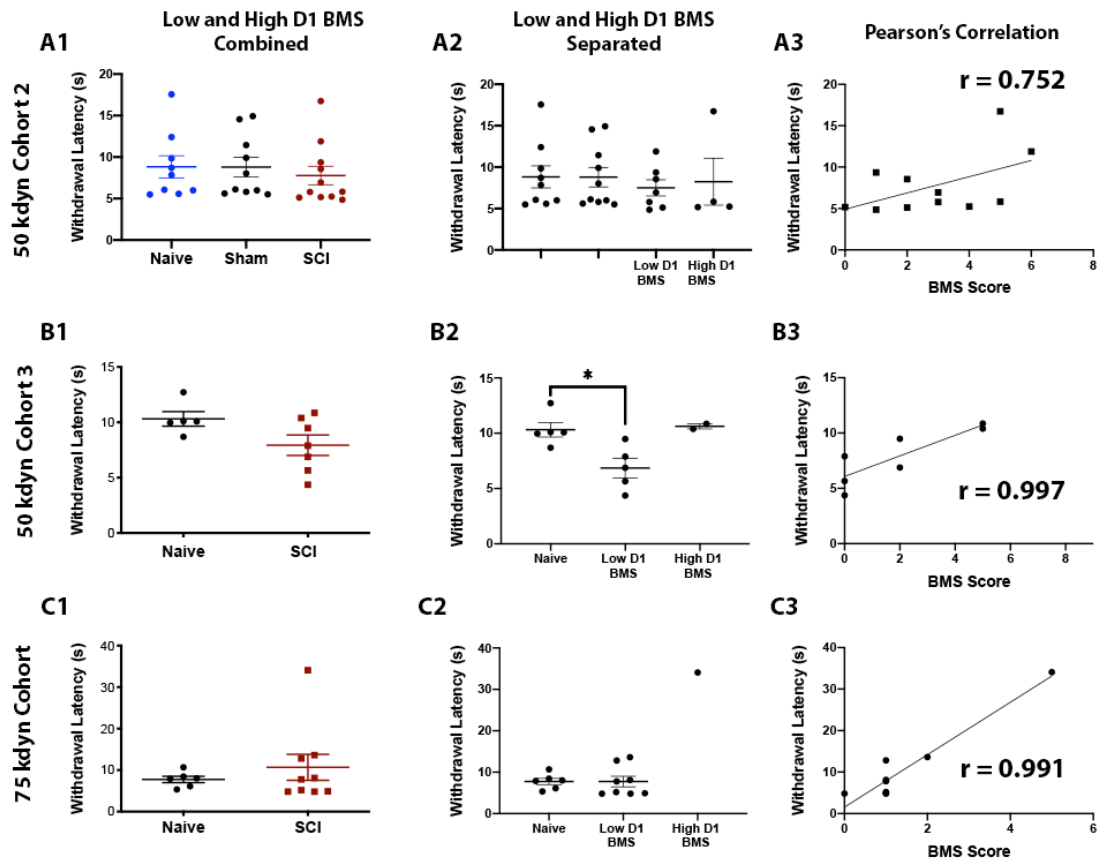 Low and High D1 BMS
Combined
Low and High D1 BMS
Separated
Pearson's Correlation
50 kdyn Cohort 2
A1
Withdrawal Latency (s)
20
15
10
5
0
Naive Sham SCI
A2
Withdrawal Latency (s)
20
15
10
5
0
Low D1 High D1
BMS BMS
A3
r = 0.752
Withdrawal Latency (s)
20
15
10
5
0
0 2 4 6 8
BMS Score
50 kdyn Cohort 3
B1
Withdrawal Latency (s)
15
10
5
0
Naive SCI
B2
*
Withdrawal Latency (s)
15
10
5
0
Naive Low D1 High D1
BMS BMS
B3
Withdrawal Latency (s)
15
10
5
0
r = 0.997
0 2 4 6 8
BMS Score
75 kdyn Cohort
C1
Withdrawal Latency (s)
40
30
20
10
0
Naive SCI
C2
Withdrawal Latency (s)
40
30
20
10
0
Naive Low D1 High D1
BMS BMS
C3
Withdrawal Latency (s)
40
30
20
10
0
r = 0.991
0 2 4 6
BMS Score